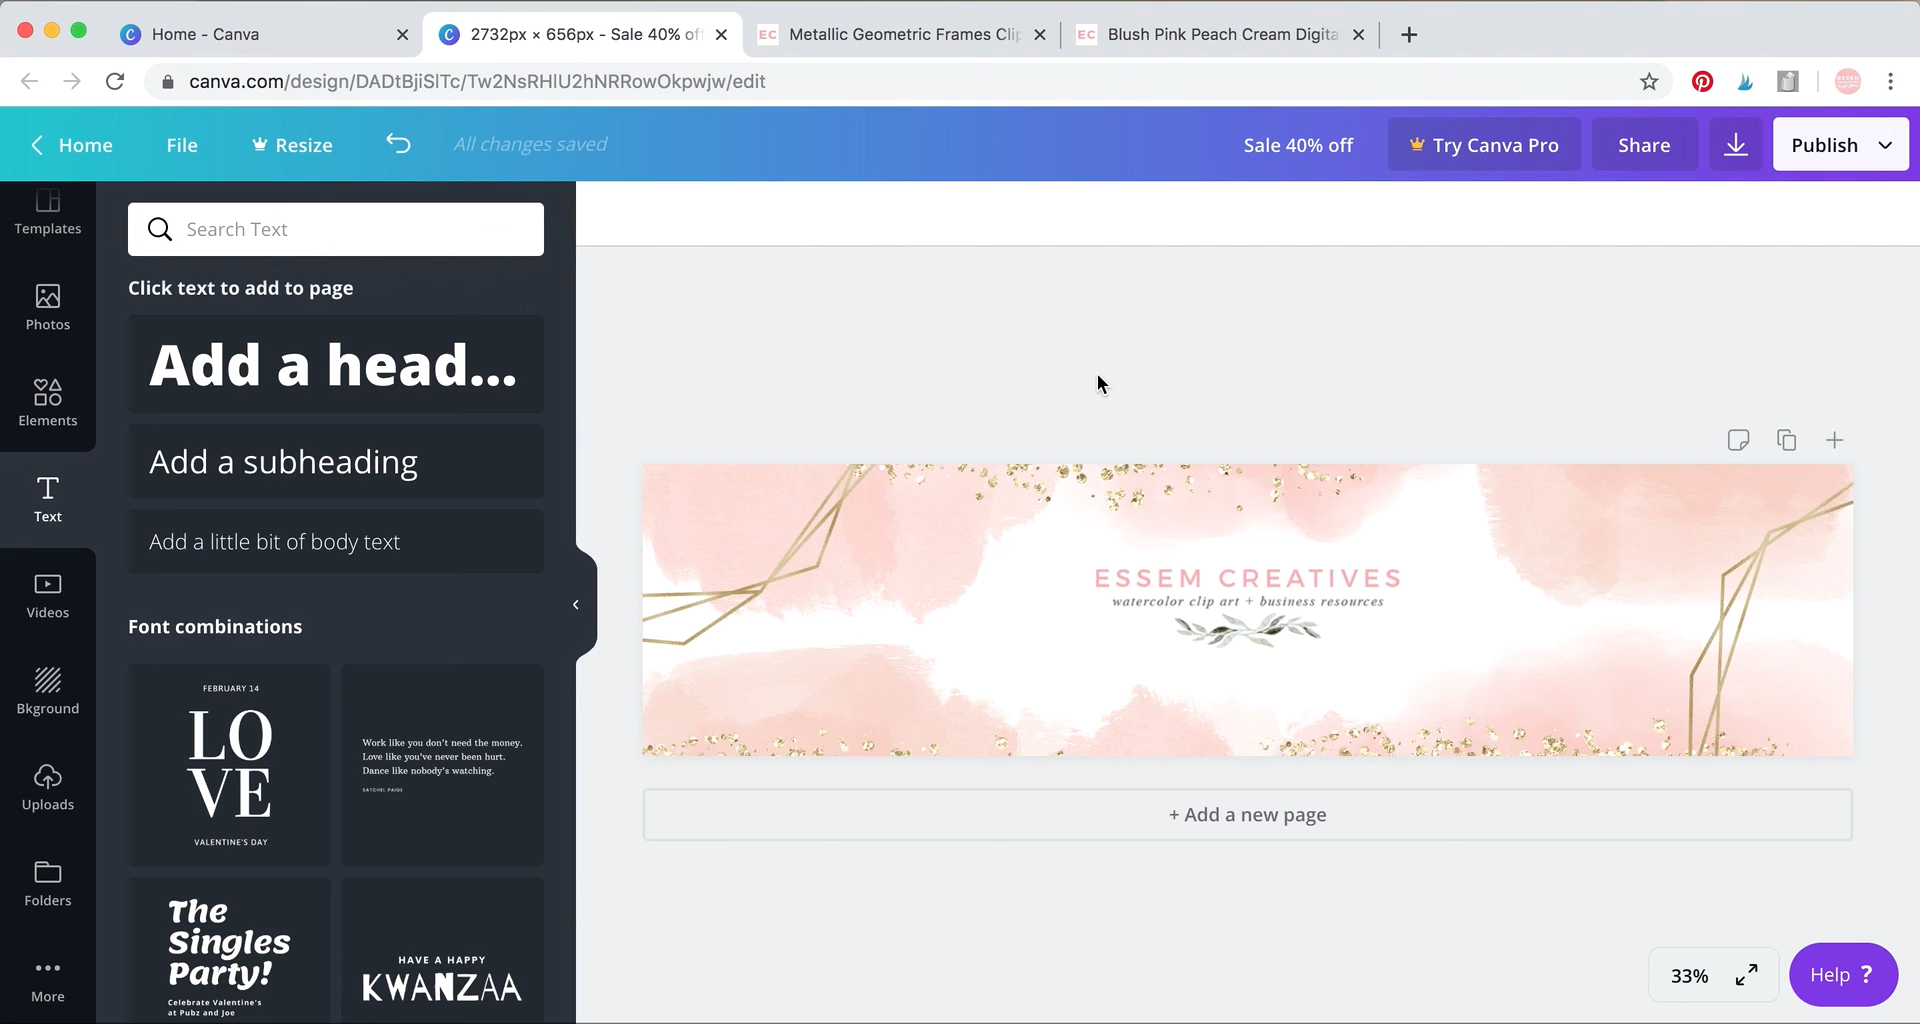 Home - Canva
2732px × 656px - Sale 40% of
EC Metallic Geometric Frames Clip
EC Blush Pink Peach Cream Digita
canva.com/design/DADtBjiSlTc/Tw2NsRHlU2hNRRowOkpwjw/edit
Home
File
Resize
All changes saved
Sale 40% off
Try Canva Pro
Share
Publish
Templates
Photos
Elements
Text
Videos
Bkground
Uploads
Folders
More
Search Text
Click text to add to page
Add a head...
Add a subheading
Add a little bit of body text
Font combinations
FEBRUARY 14
LO
VE
VALENTINE'S DAY
Work like you don't need the money.
Love like you've never been hurt.
Dance like nobody's watching.
SATCHEL PAIGE
The
Singles
Party!
Celebrate Valentine's
at Pubz and Joe
HAVE A HAPPY
KWANZAA
ESSEM CREATIVES
watercolor clip art + business resources
+ Add a new page
33%
Help ?